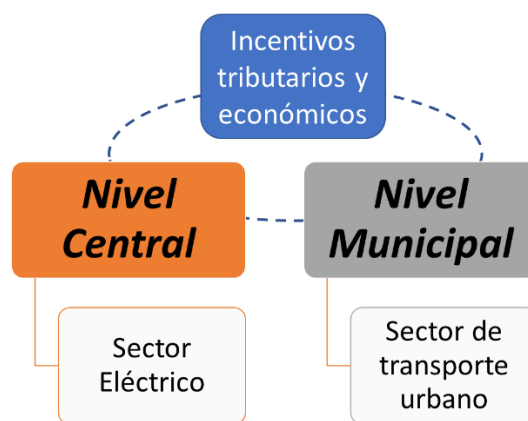 Incentivos
tributarios y
económicos
Nivel
Central
Nivel
Municipal
Sector
Eléctrico
Sector de
transporte
urbano